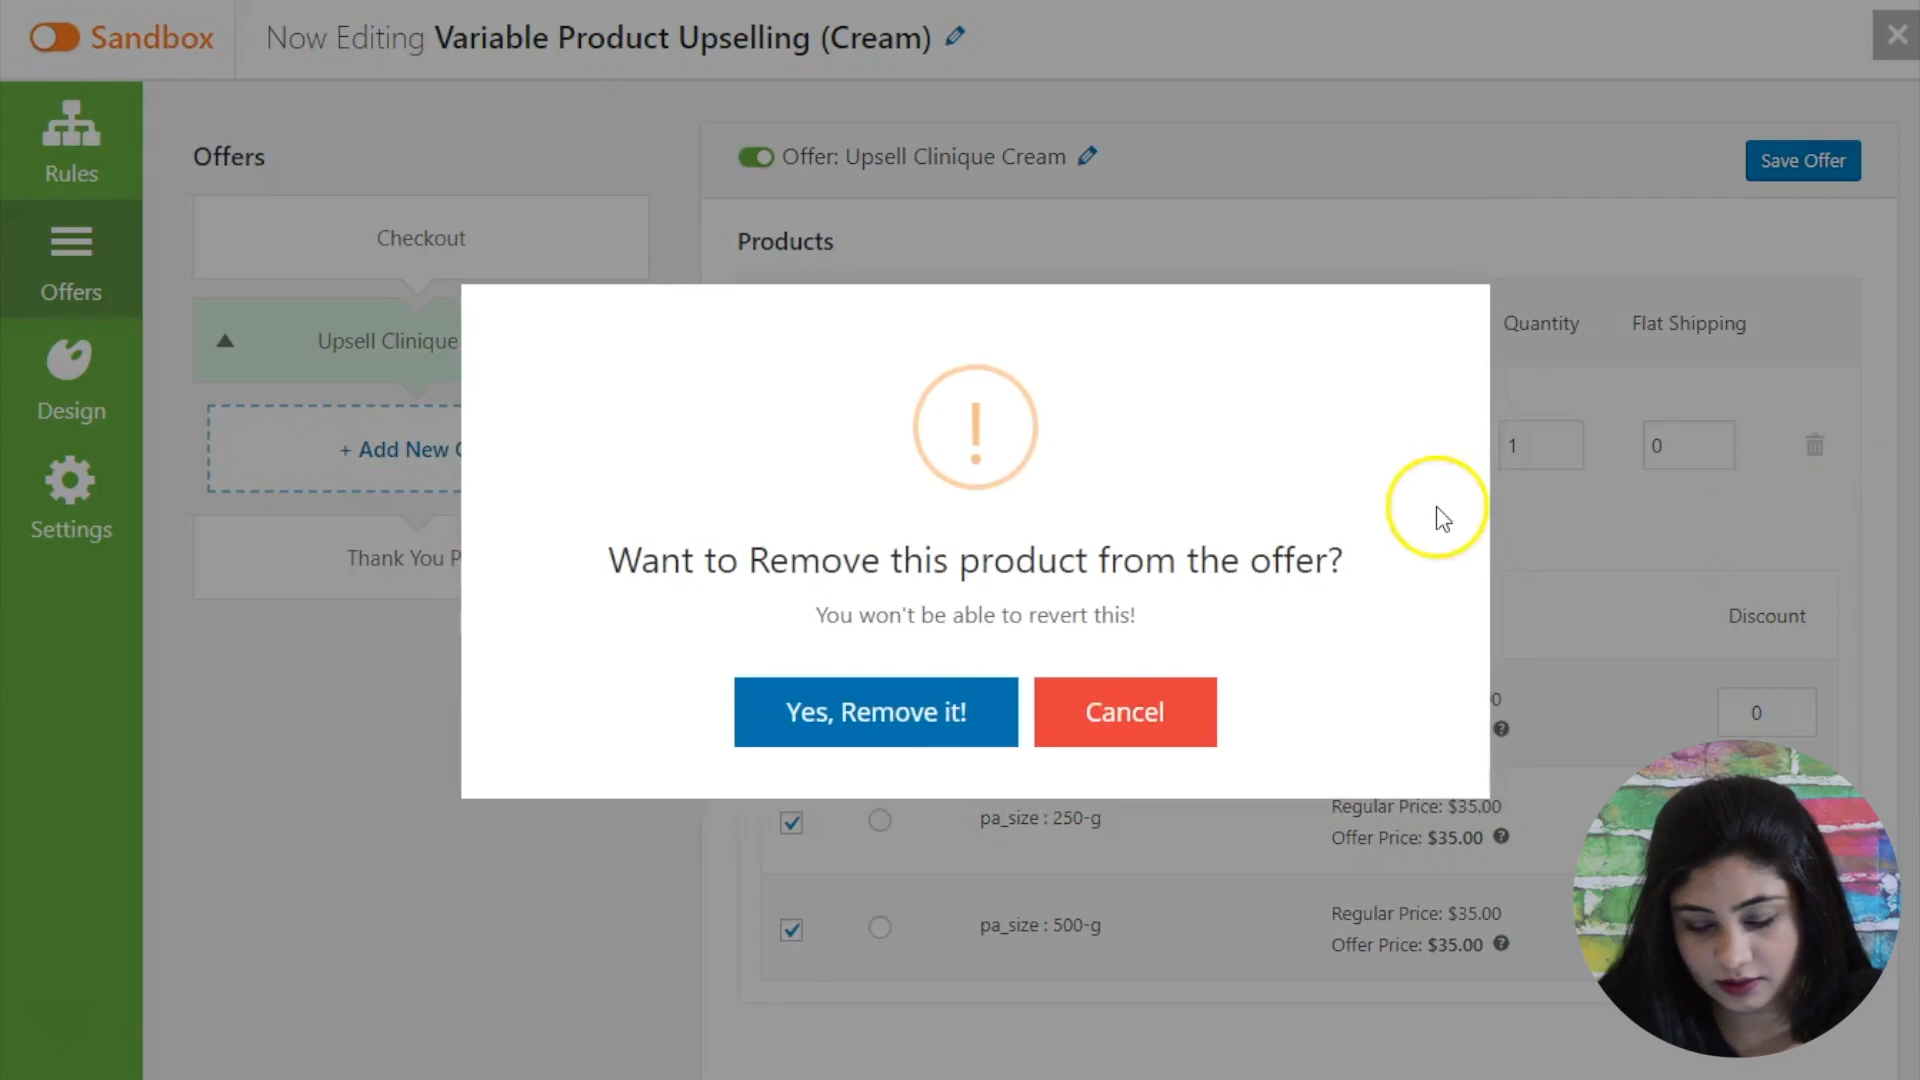 Sandbox
Now Editing Variable Product Upselling (Cream)
Rules
Offers
Design
Settings
Offers
Checkout
Upsell Clinique
+ Add New
Thank You P
Offer: Upsell Clinique Cream
Save Offer
Products
Quantity
Flat Shipping
1
0
Discount
0
0
Want to Remove this product from the offer?
You won't be able to revert this!
Yes, Remove it!
Cancel
pa_size : 250-g
Regular Price: $35.00
Offer Price: $35.00
pa_size : 500-g
Regular Price: $35.00
Offer Price: $35.00